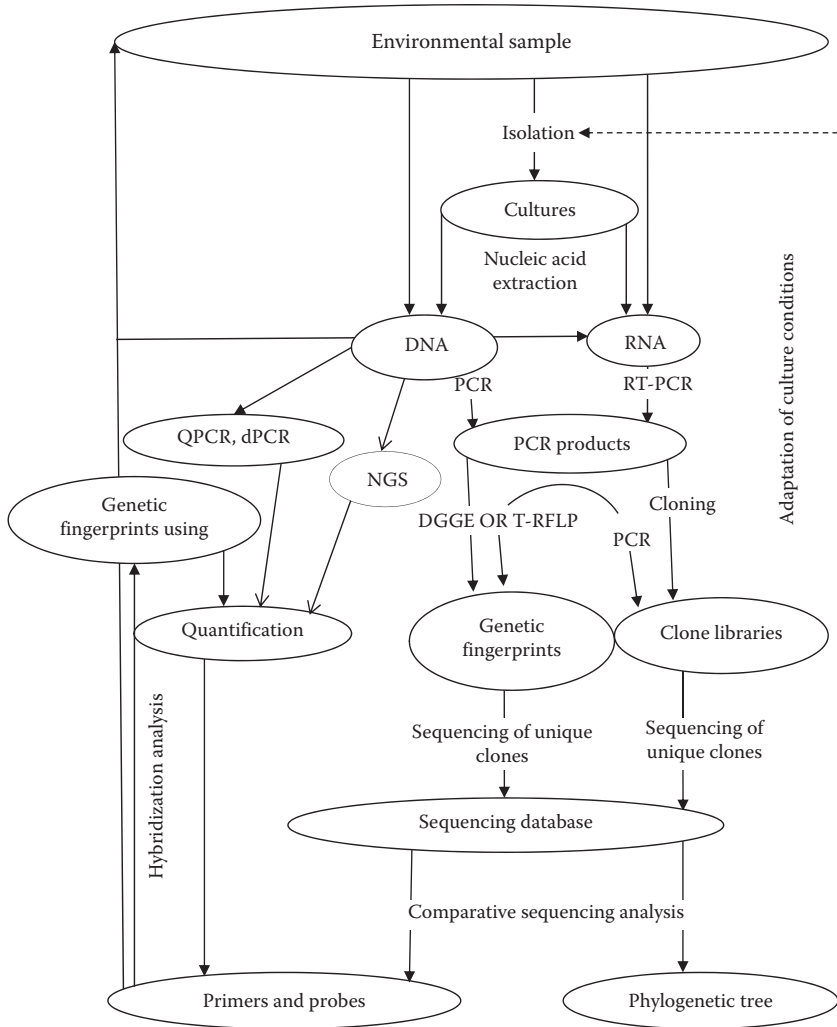 Environmental sample
Isolation
Cultures
Nucleic acid
extraction
Adaptation of culture conditions
DNA
RNA
PCR
RT-PCR
QPCR, dPCR
PCR products
NGS
Genetic
fingerprints using
Cloning
DGGE OR T-RFLP
PCR
Quantification
Genetic
fingerprints
Clone libraries
Hybridization analysis
Sequencing of unique
clones
Sequencing of
unique clones
Sequencing database
Comparative sequencing analysis
Primers and probes
Phylogenetic tree